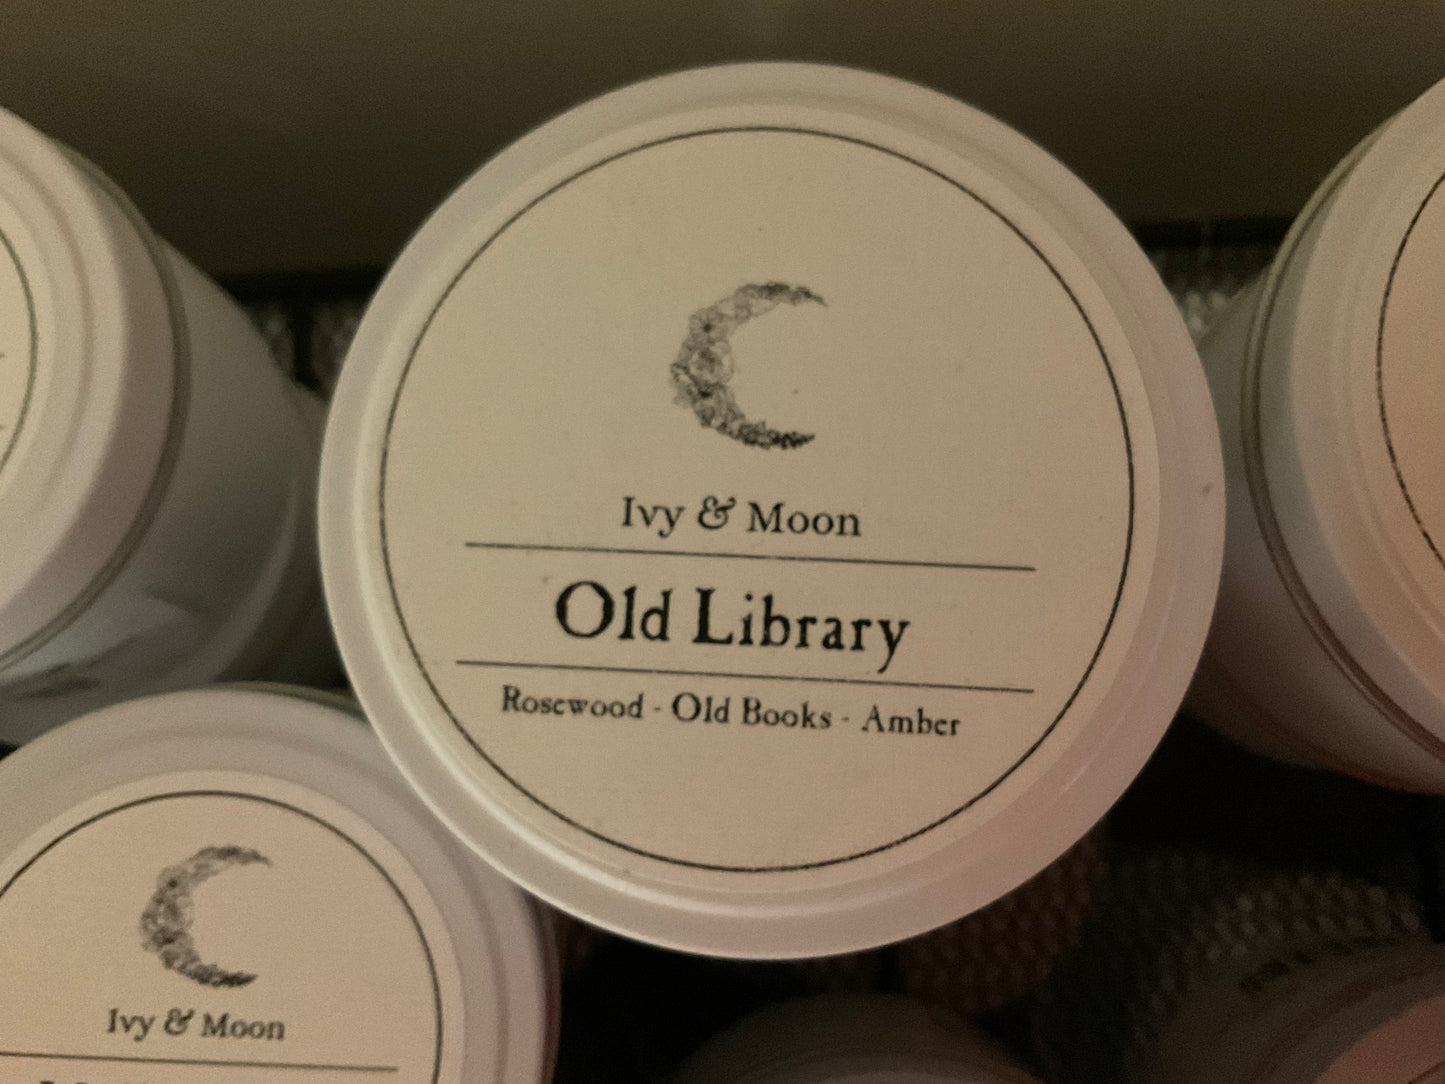 Ivy & Moon
Old Library
Rosewood - Old Books - Amber
Ivy & Moon